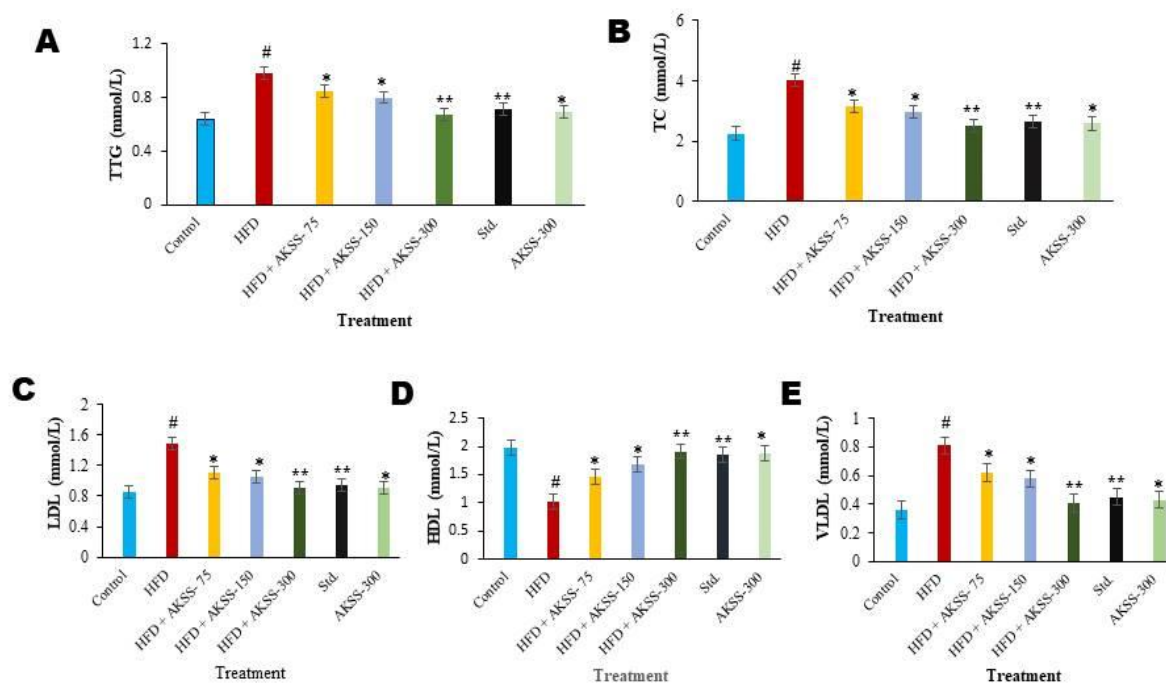 A
TTG (mmol/L)
1.2
0.8
0.4
0
#
*
*
**
**
*
Control
HFD
HFD + AKSS- 75
HFD + AKSS-150
HFD + AKSS-300
Std.
AKSS-300
Treatment
B
TC (mmol/L)
6
4
2
0
#
*
*
**
**
*
Control
HFD
HFD + AKSS- 75
HFD + AKSS-150
HFD + AKSS-300
Std.
AKSS-300
Treatment
C
LDL (mmol/L)
2
1.6
1.2
0.8
0.4
0
#
*
*
**
**
*
Control
HFD
HFD + AKSS- 75
HFD + AKSS-150
HFD + AKSS-300
Std.
AKSS-300
Treatment
D
HDL (mmol/L)
2.5
2
1.5
1
0.5
0
#
*
*
**
**
*
Control
HFD
HFD + AKSS- 75
HFD + AKSS-150
HFD + AKSS-300
Std.
AKSS-300
Treatment
E
VLDL (mmol/L)
1
0.8
0.6
0.4
0.2
0
#
*
*
**
**
*
Control
HFD
HFD + AKSS- 75
HFD + AKSS-150
HFD + AKSS-300
Std.
AKSS-300
Treatment